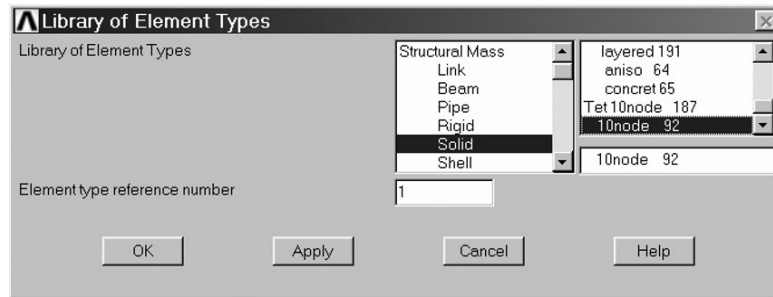 Library of Element Types
Library of Element Types
Structural Mass
Link
Beam
Pipe
Rigid
Solid
Shell
layered 191
aniso 64
concret 65
Tet 10node 187
10node 92
10node 92
Element type reference number
1
OK
Apply
Cancel
Help